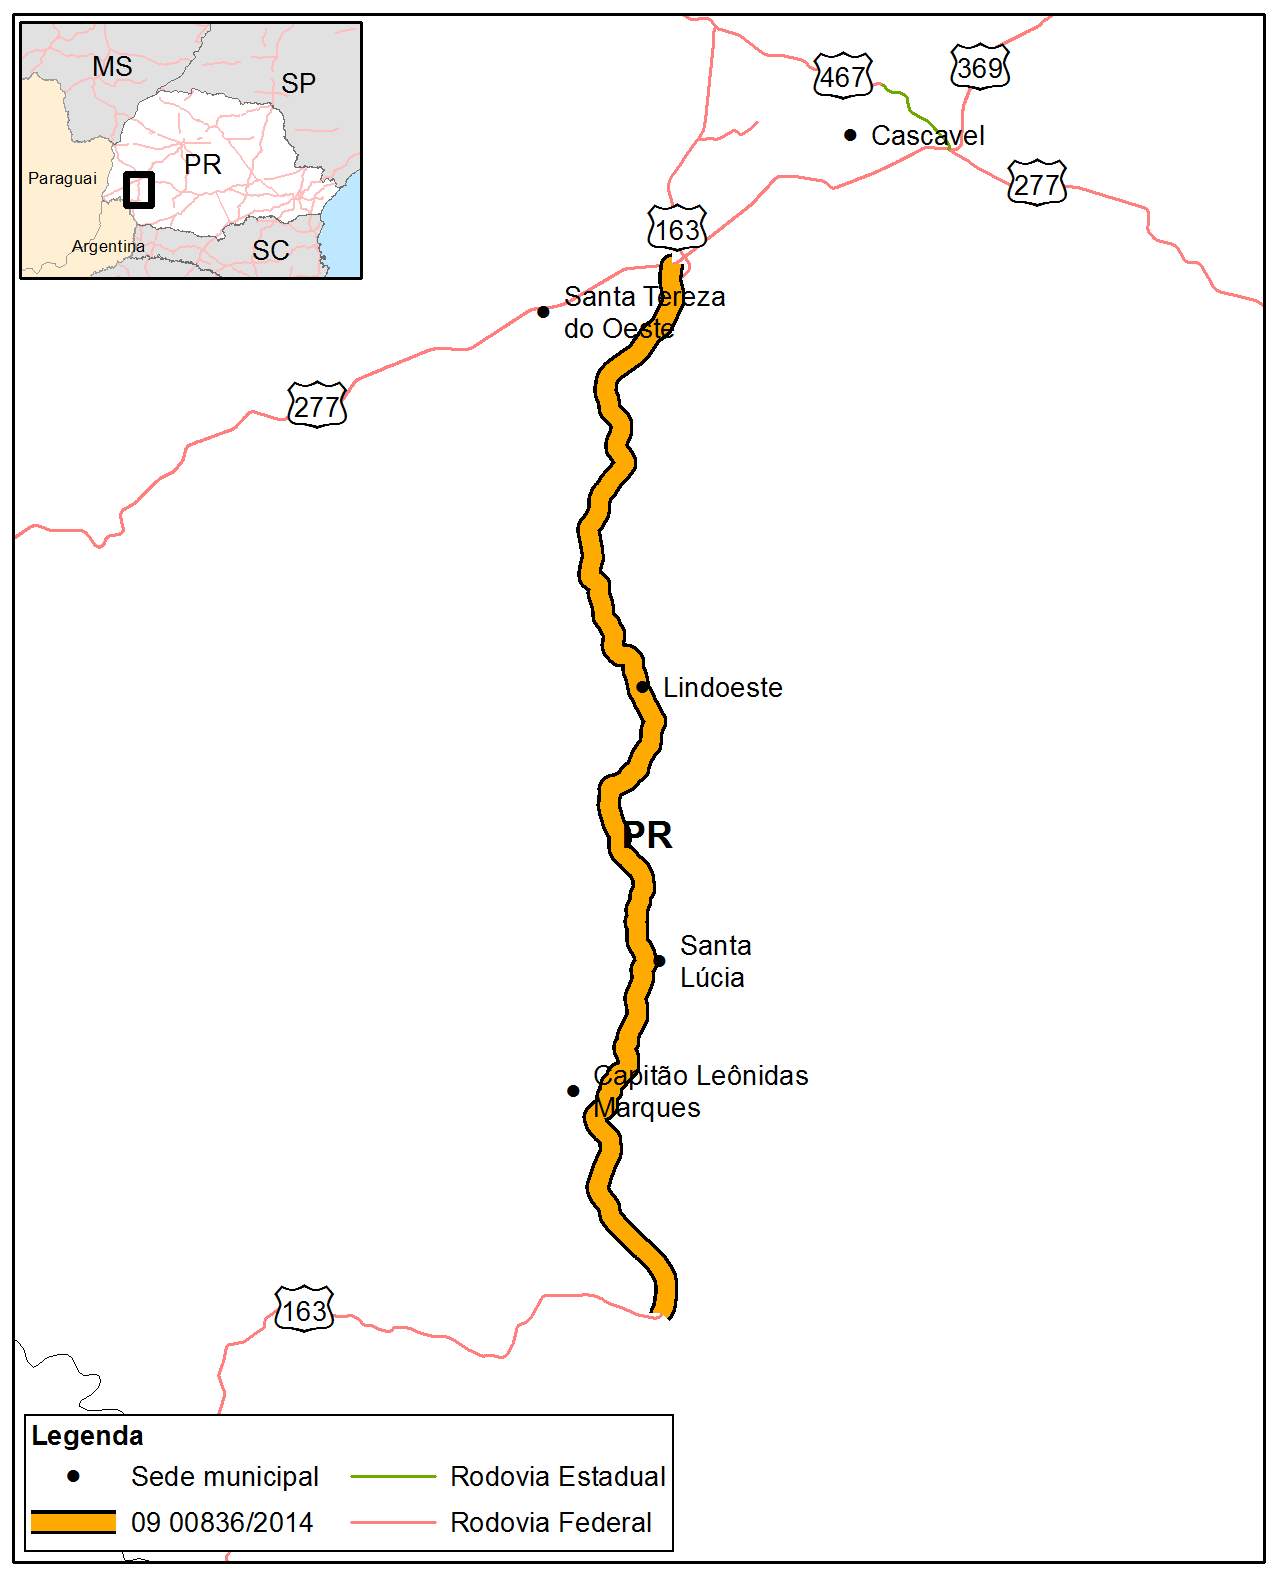 MS
SP
PR
Paraguai
Argentina
SC
467
369
Cascavel
277
163
Santa Tereza
do Oeste
277
Lindoeste
PR
Santa
Lúcia
Capitão Leônidas
Marques
163
Legenda
Sede municipal
Rodovia Estadual
09 00836/2014
Rodovia Federal